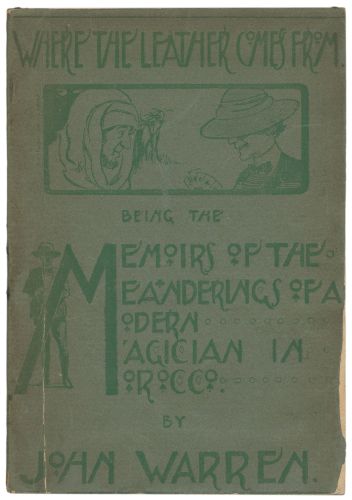 WHERE THE LEATHER COMES FROM.
BEING THE
MEMOIRS OF THE
MEANDERINGS OF A
MODERN
MAGICIAN IN
MOROCCO.
BY
JOHN WARREN.